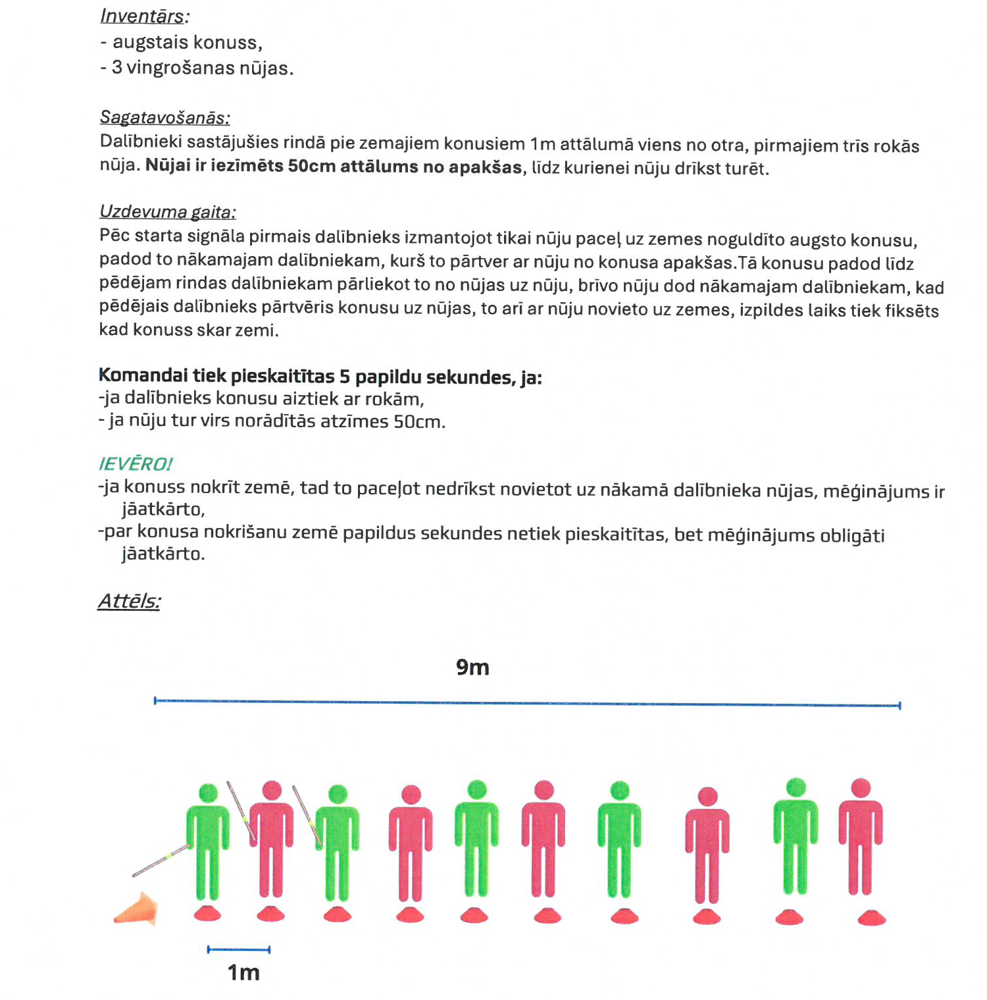 Inventārs:
- augstais konuss,
- 3 vingrošanas nūjas.
Sagatavošanās:
Dalībnieki sastājušies rindā pie zemajiem konusiem 1m attālumā viens no otra, pirmajiem trīs rokās
nūja. Nūjai ir iezīmēts 50cm attālums no apakšas, līdz kurienei nūju drīkst turēt.
Uzdevuma gaita:
Pēc starta signāla pirmais dalībnieks izmantojot tikai nūju paceļ uz zemes noguldīto augsto konusu,
padod to nākamajam dalībniekam, kurš to pārtver ar nūju no konusa apakšas.Tā konusu padod līdz
pēdējam rindas dalībniekam pārliekot to no nūjas uz nūju, brīvo nūju dod nākamajam dalībniekam, kad
pēdējais dalībnieks pārtvēris konusu uz nūjas, to arī ar nūju novieto uz zemes, izpildes laiks tiek fiksēts
kad konuss skar zemi.
Komandai tiek pieskaitītas 5 papildu sekundes, ja:
-ja dalībnieks konusu aiztiek ar rokām,
- ja nūju tur virs norādītās atzīmes 50cm.
IEVĒRO!
-ja konuss nokrīt zemē, tad to paceļot nedrīkst novietot uz nākamā dalībnieka nūjas, mēģinājums ir
jāatkārto,
-par konusa nokrišanu zemē papildus sekundes netiek pieskaitītas, bet mēģinājums obligāti
jāatkārto.
Attēls:
9m
1m